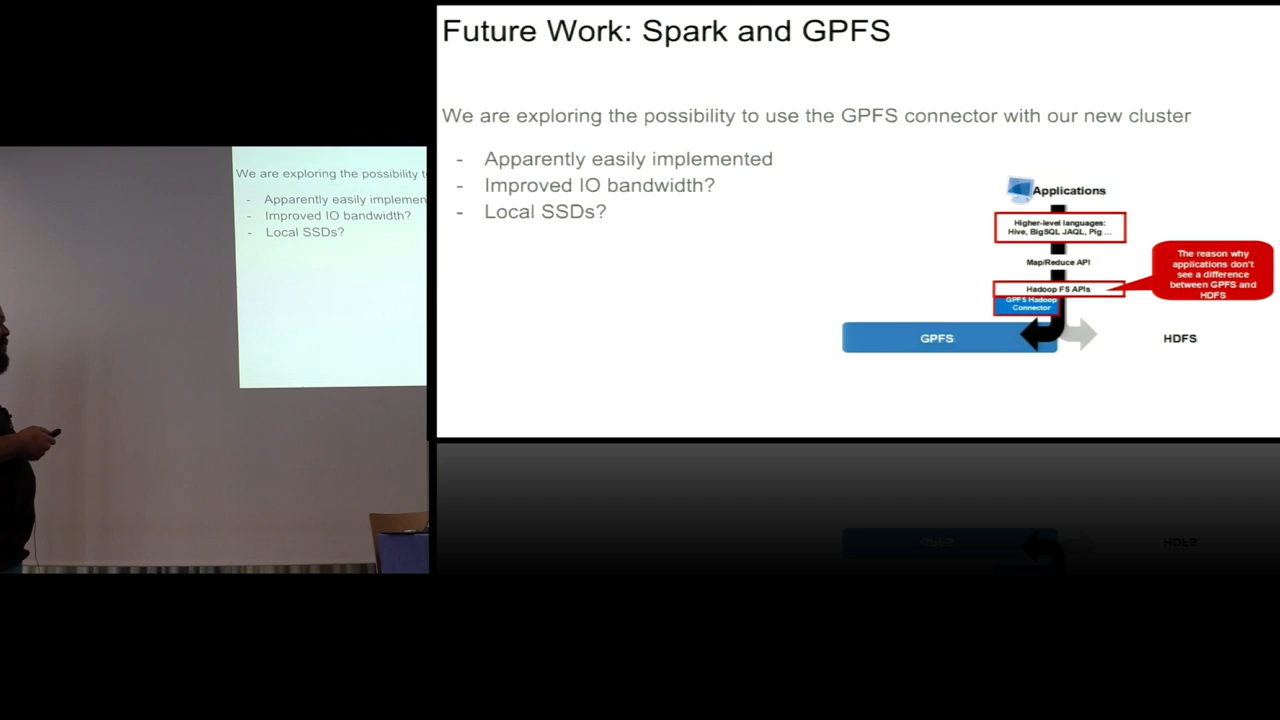 Future Work: Spark and GPFS
We are exploring the possibility to use the GPFS connector with our new cluster
- Apparently easily implemented
- Improved IO bandwidth?
- Local SSDs?
Applications
Higher-level languages:
Hive, BigSQL JAQL, Pig ...
Map/Reduce API
Hadoop FS APIs
GPFS Hadoop
Connector
The reason why
applications don't
see a difference
between GPFS and
HDFS
GPFS
HDFS
We are exploring the possibility t
- Apparently easily implemen
- Improved IO bandwidth?
- Local SSDs?